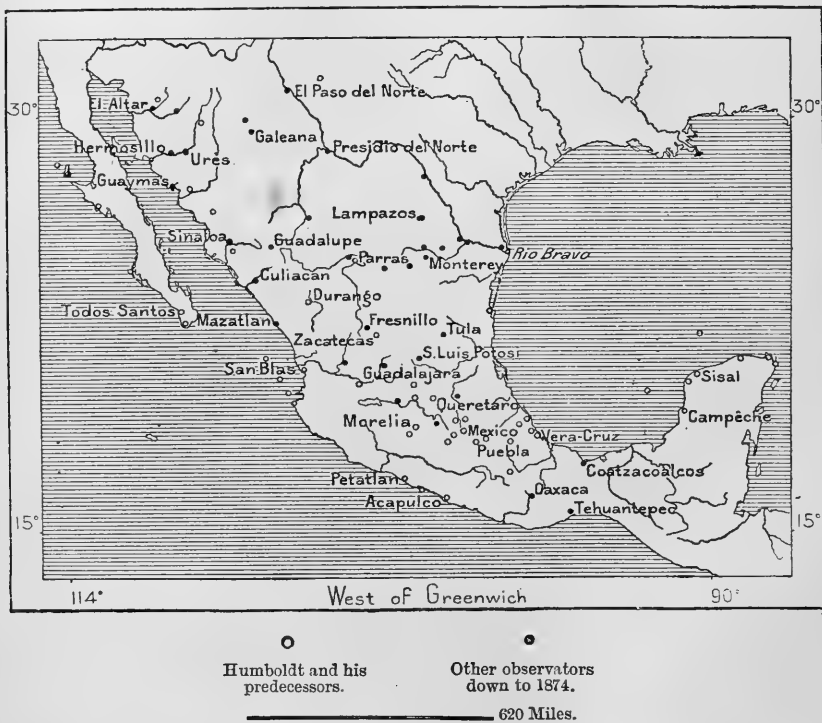 El Paso del Norte
30° El Altar 30°
Galeana
Hermosillo Presidio del Norte
Ures
Guaymas
Lampazos
Sinaloa Guadalupe Rio Bravo
Parras Monterey
Culiacan
Durango
Todos Santos Mazatlan Fresnillo Tula
Zacatecas
S. Luis Potosi
San Blas Guadalajara Sisal
Queretaro
Campeche
Morelia Mexico Vera-Cruz
Puebla
Coatzacoalcos
Petatlan
Oaxaca
Acapulco
Tehuantepec
15° 15°
114° West of Greenwich 90°
Humboldt and his Other observators
predecessors. down to 1874.
620 Miles.